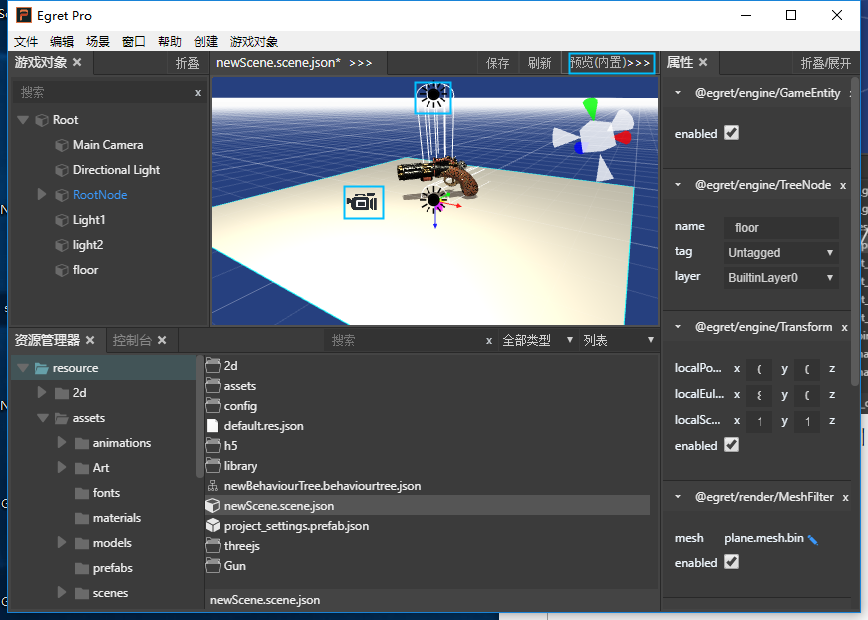 Egret Pro
文件 编辑 场景 窗口 帮助 创建 游戏对象
游戏对象 × 折叠
搜索 x
Root
Main Camera
Directional Light
RootNode
Light1
light2
floor
newScene.scene.json* >>> 保存 刷新 预览(内置)>>>
属性 × 折叠/展开
@egret/engine/GameEntity
enabled
@egret/engine/TreeNode x
name floor
tag Untagged
layer BuiltinLayer0
@egret/engine/Transform x
localPo... x y z
localEul... x y z
localSc... x 1 y 1 z
enabled
@egret/render/MeshFilter x
mesh plane.mesh.bin
enabled
资源管理器 × 控制台 ×
搜索 x 全部类型 列表
resource
2d
assets
animations
Art
fonts
materials
models
prefabs
scenes
2d
assets
config
default.res.json
h5
library
newBehaviourTree.behaviourtree.json
newScene.scene.json
project_settings.prefab.json
threejs
Gun
newScene.scene.json